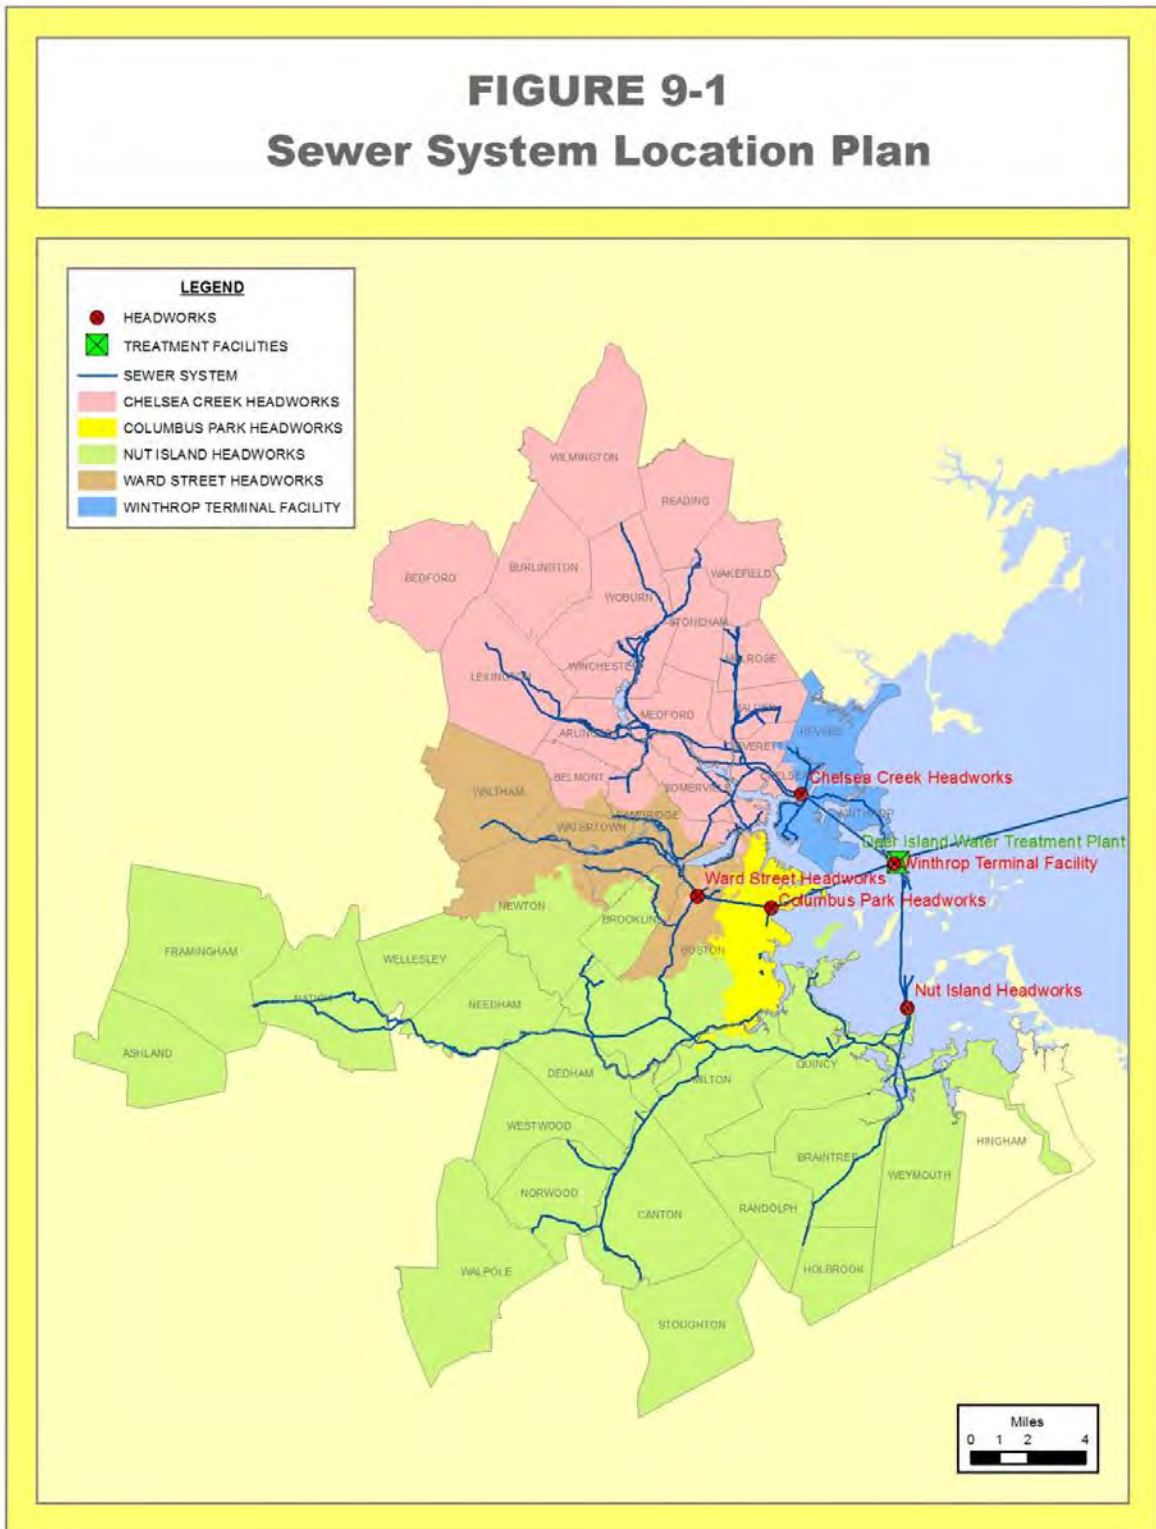 FIGURE 9-1
Sewer System Location Plan
LEGEND
HEADWORKS
TREATMENT FACILITIES
SEWER SYSTEM
CHELSEA CREEK HEADWORKS
COLUMBUS PARK HEADWORKS
NUT ISLAND HEADWORKS
WARD STREET HEADWORKS
WINTHROP TERMINAL FACILITY
WILMINGTON
READING
BEDFORD
BURLINGTON
WAKEFIELD
WOBURN
STONEHAM
MELROSE
WINCHESTER
LEXINGTON
MEDFORD
MALDEN
REVERE
ARLINGTON
EVERETT
BELMONT
CHELSEA
Chelsea Creek Headworks
WALTHAM
SOMERVILLE
CAMBRIDGE
WINTHROP
WATERTOWN
Deer Island Water Treatment Plant
Winthrop Terminal Facility
Ward Street Headworks
Columbus Park Headworks
NEWTON
BROOKLINE
BOSTON
FRAMINGHAM
WELLESLEY
NATICK
NEEDHAM
Nut Island Headworks
ASHLAND
DEDHAM
MILTON
QUINCY
WESTWOOD
HINGHAM
BRAINTREE
WEYMOUTH
NORWOOD
CANTON
RANDOLPH
WALPOLE
HOLBROOK
STOUGHTON
Miles
0 1 2 4